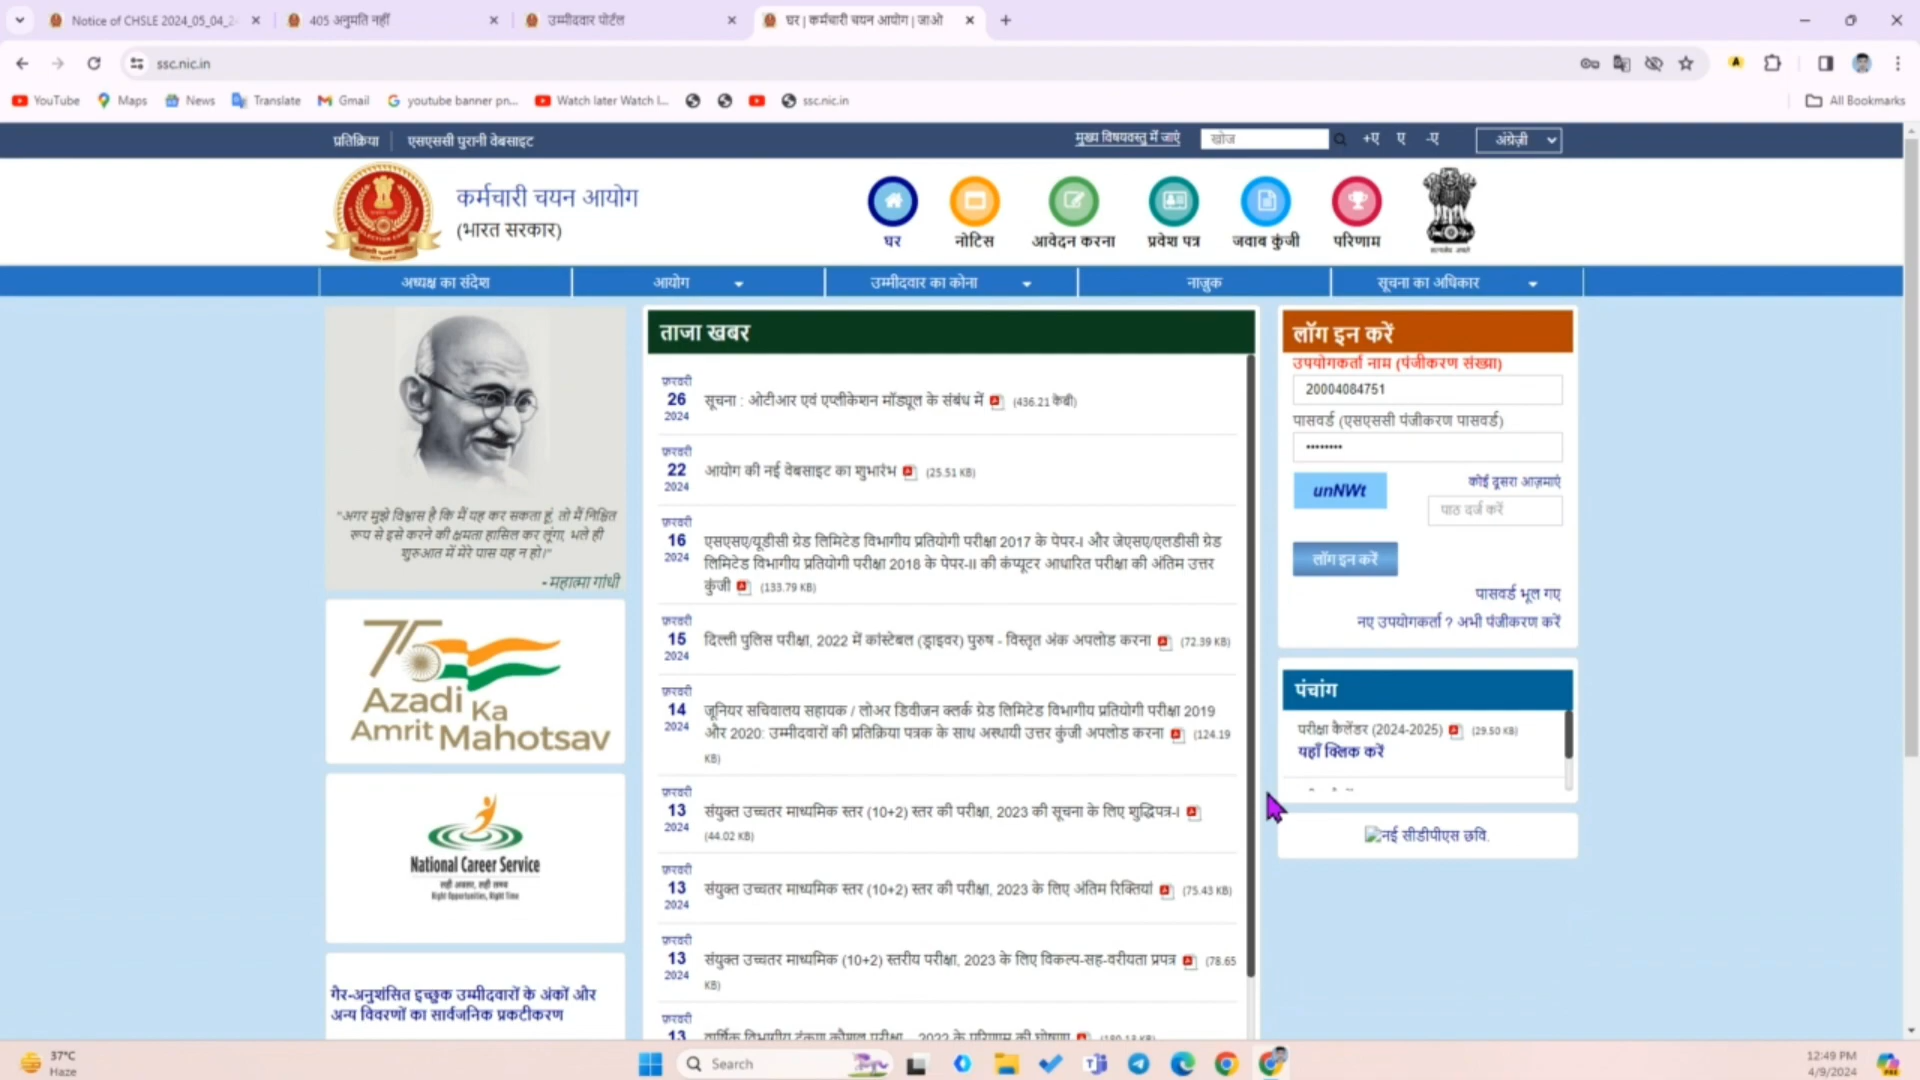 Notice of CHSLE 2024_05_04_2
405 अनुमति नहीं
उम्मीदवार पोर्टल
घर | कर्मचारी चयन आयोग | जाओ
ssc.nic.in
YouTube
Maps
News
Translate
Gmail
youtube banner pn...
Watch later Watch l...
ssc.nic.in
All Bookmarks
प्रतिक्रिया
एसएससी पुरानी वेबसाइट
मुख्य विषयवस्तु में जाएं
खोज
+ए ए -ए
अंग्रेज़ी
कर्मचारी चयन आयोग
(भारत सरकार)
घर
नोटिस
आवेदन करना
प्रवेश पत्र
जवाब कुंजी
परिणाम
अध्यक्ष का संदेश
आयोग
उम्मीदवार का कोना
नाज़ुक
सूचना का अधिकार
"अगर मुझे विश्वास है कि मैं यह कर सकता हूं, तो मैं निश्चित
रूप से इसे करने की क्षमता हासिल कर लूंगा, भले ही
शुरुआत में मेरे पास यह न हो।"
- महात्मा गांधी
75
Azadi Ka
Amrit Mahotsav
National Career Service
सही अवसर, सही समय
Right Opportunities, Right Time
गैर-अनुशंसित इच्छुक उम्मीदवारों के अंकों और
अन्य विवरणों का सार्वजनिक प्रकटीकरण
ताजा खबर
फ़रवरी
26
2024
सूचना : ओटीआर एवं एप्लीकेशन मॉड्यूल के संबंध में (436.21 केबी)
फ़रवरी
22
2024
आयोग की नई वेबसाइट का शुभारंभ (25.51 KB)
फ़रवरी
16
2024
एसएसए/यूडीसी ग्रेड लिमिटेड विभागीय प्रतियोगी परीक्षा 2017 के पेपर-I और जेएसए/एलडीसी ग्रेड
लिमिटेड विभागीय प्रतियोगी परीक्षा 2018 के पेपर-II की कंप्यूटर आधारित परीक्षा की अंतिम उत्तर
कुंजी (133.79 KB)
फ़रवरी
15
2024
दिल्ली पुलिस परीक्षा, 2022 में कांस्टेबल (ड्राइवर) पुरुष - विस्तृत अंक अपलोड करना (72.39 KB)
फ़रवरी
14
2024
जूनियर सचिवालय सहायक / लोअर डिवीजन क्लर्क ग्रेड लिमिटेड विभागीय प्रतियोगी परीक्षा 2019
और 2020: उम्मीदवारों की प्रतिक्रिया पत्रक के साथ अस्थायी उत्तर कुंजी अपलोड करना (124.19
KB)
फ़रवरी
13
2024
संयुक्त उच्चतर माध्यमिक स्तर (10+2) स्तर की परीक्षा, 2023 की सूचना के लिए शुद्धिपत्र-I
(44.02 KB)
फ़रवरी
13
2024
संयुक्त उच्चतर माध्यमिक स्तर (10+2) स्तर की परीक्षा, 2023 के लिए अंतिम रिक्तियां (75.43 KB)
फ़रवरी
13
2024
संयुक्त उच्चतर माध्यमिक (10+2) स्तरीय परीक्षा, 2023 के लिए विकल्प-सह-वरीयता प्रपत्र (78.65
KB)
फ़रवरी
13
लॉग इन करें
उपयोगकर्ता नाम (पंजीकरण संख्या)
20004084751
पासवर्ड (एसएससी पंजीकरण पासवर्ड)
••••••••
unNWt
कोई दूसरा आज़माएं
पाठ दर्ज करें
लॉग इन करें
पासवर्ड भूल गए
नए उपयोगकर्ता ? अभी पंजीकरण करें
पंचांग
परीक्षा कैलेंडर (2024-2025) (29.50 KB)
यहाँ क्लिक करें
नई सीडीपीएस छवि.
37°C
Haze
Search
12:49 PM
4/9/2024